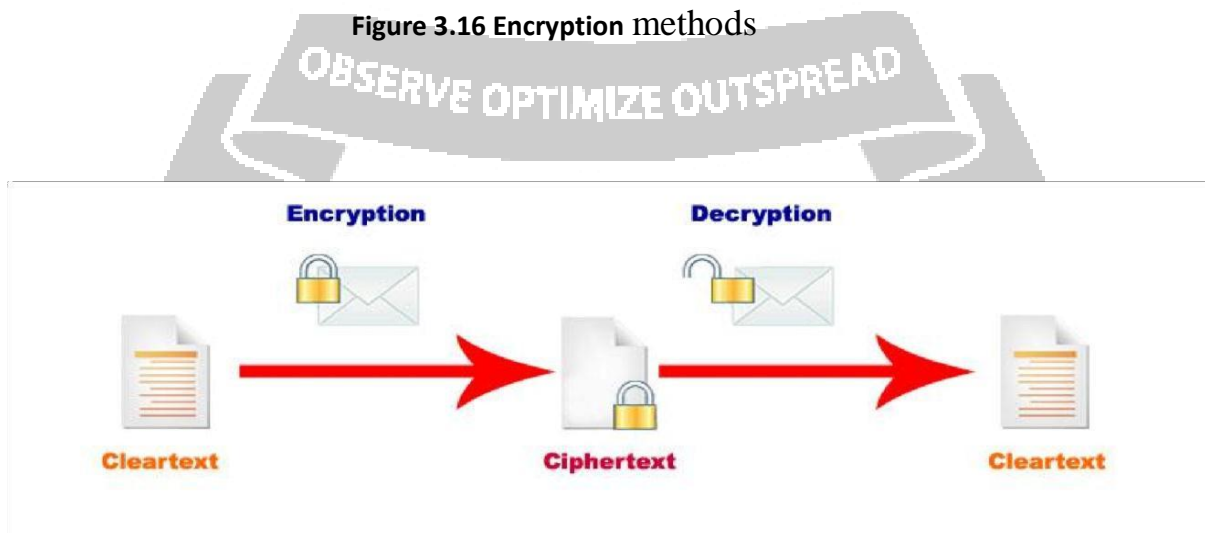 Figure 3.16 Encryption methods
OBSERVE OPTIMIZE OUTSPREAD
Encryption Decryption
Cleartext Ciphertext Cleartext